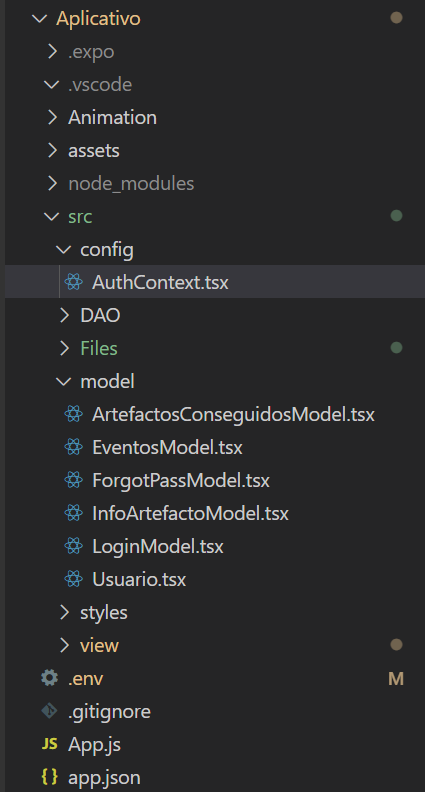 Aplicativo
.expo
.vscode
Animation
assets
node_modules
src
config
AuthContext.tsx
DAO
Files
model
ArtefactosConseguidosModel.tsx
EventosModel.tsx
ForgotPassModel.tsx
InfoArtefactoModel.tsx
LoginModel.tsx
Usuario.tsx
styles
view
.env M
.gitignore
JS App.js
{} app.json